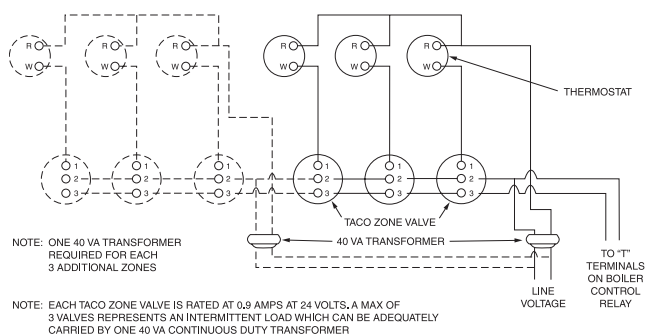 R R R R R R
W W W W W W
THERMOSTAT
1 1 1 1 1 1
2 2 2 2 2 2
3 3 3 3 3 3
TACO ZONE VALVE
NOTE: ONE 40 VA TRANSFORMER
REQUIRED FOR EACH
3 ADDITIONAL ZONES
40 VA TRANSFORMER
LINE
VOLTAGE
TO "T"
TERMINALS
ON BOILER
CONTROL
RELAY
NOTE: EACH TACO ZONE VALVE IS RATED AT 0.9 AMPS AT 24 VOLTS. A MAX OF
3 VALVES REPRESENTS AN INTERMITTENT LOAD WHICH CAN BE ADEQUATELY
CARRIED BY ONE 40 VA CONTINUOUS DUTY TRANSFORMER